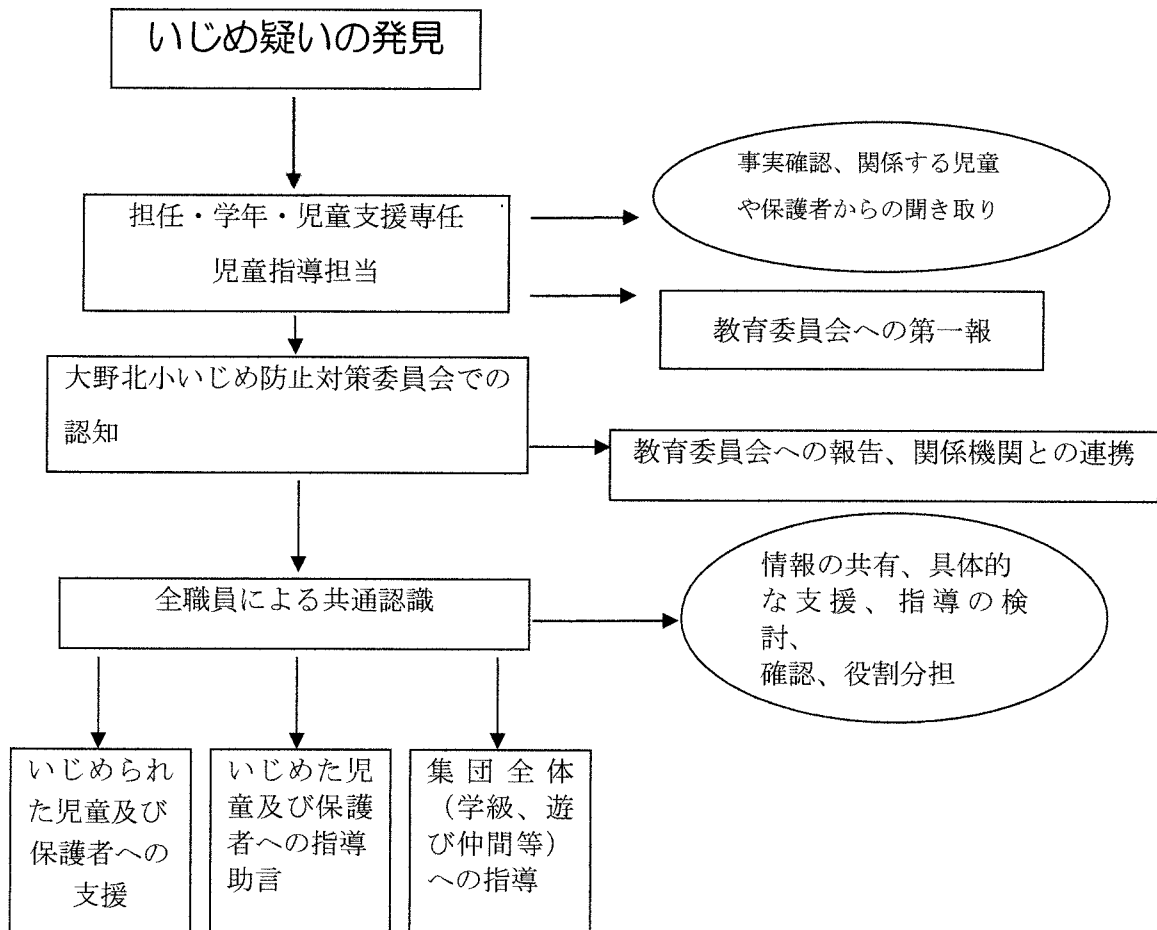 いじめ疑いの発見
事実確認、関係する児童
や保護者からの聞き取り
担任・学年・児童支援専任
児童指導担当
教育委員会への第一報
大野北小いじめ防止対策委員会での
認知
教育委員会への報告、関係機関との連携
全職員による共通認識
情報の共有、具体的
な支援、指導の検
討、
確認、役割分担
いじめられ
た児童及び
保護者への
支援
いじめた児
童及び保護
者への指導
助言
集団全体
（学級、遊
び仲間等）
への指導